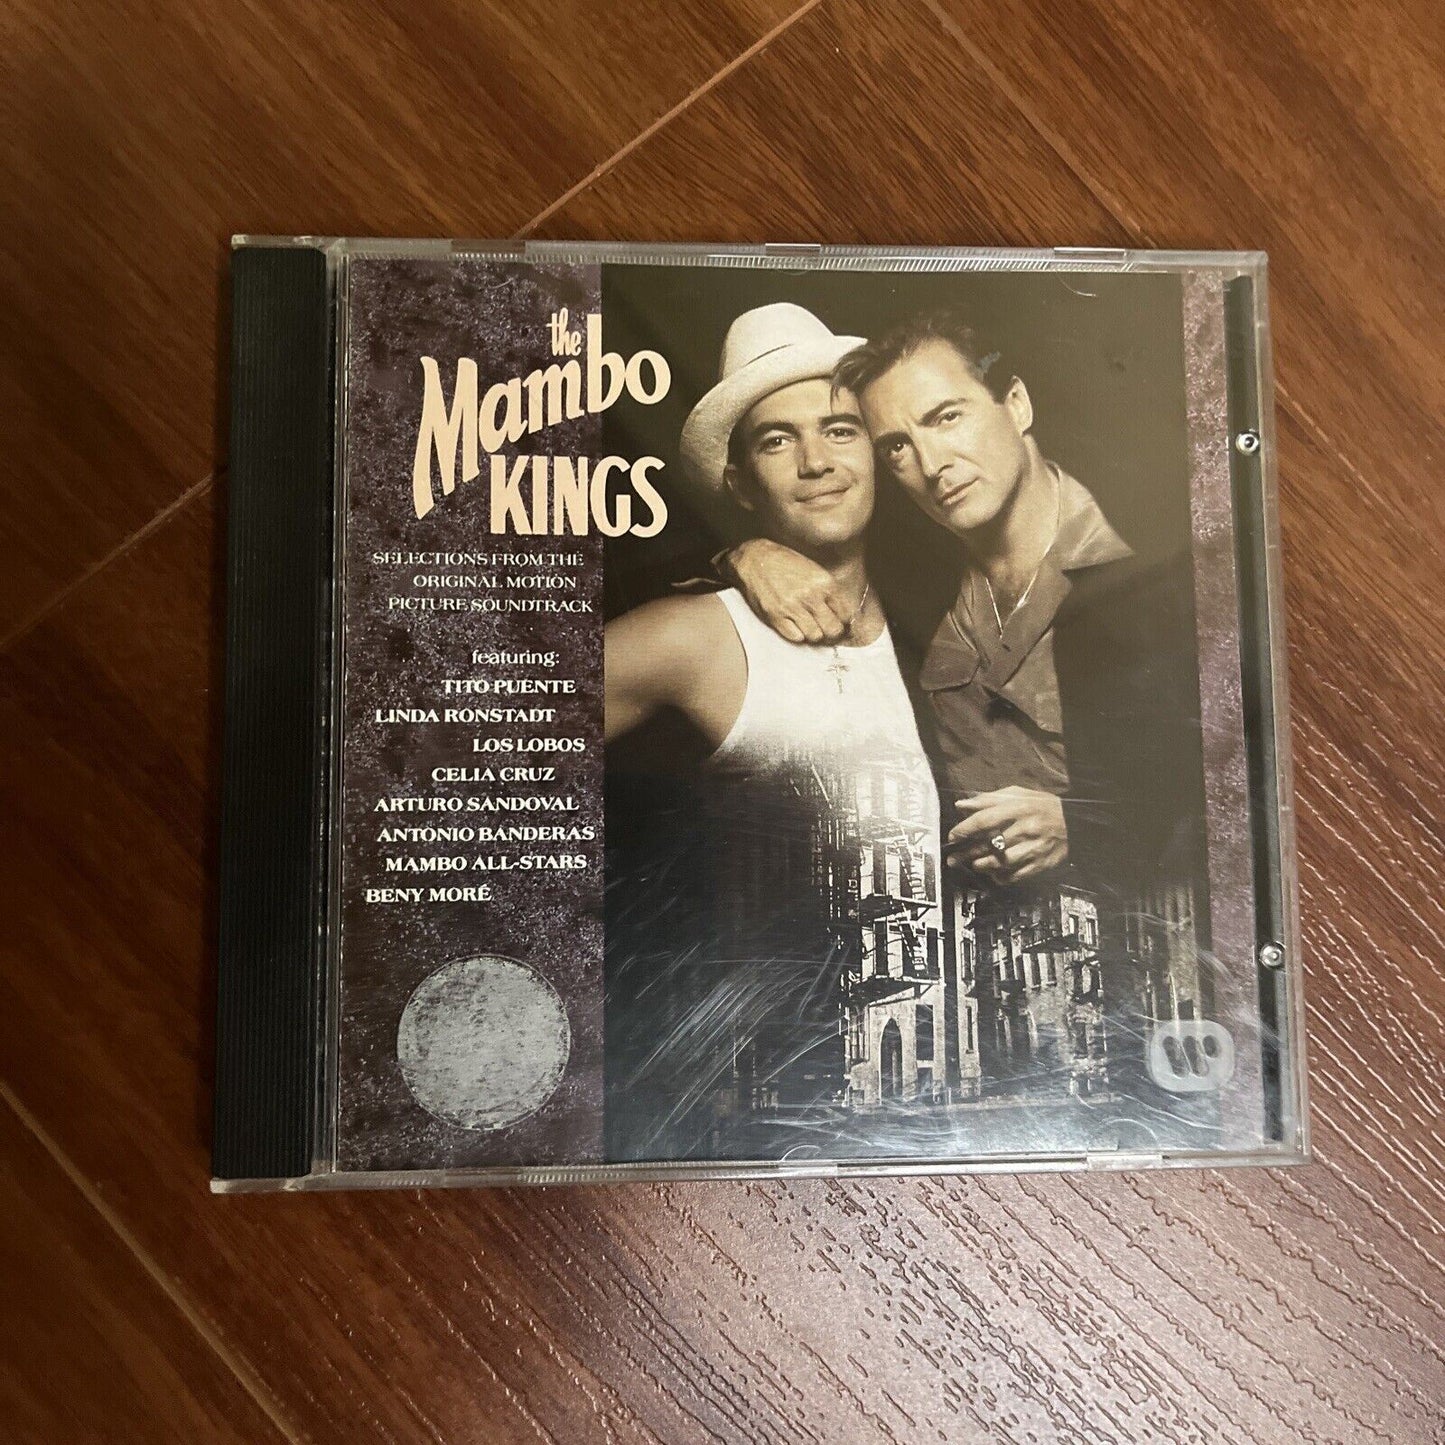 the
Mambo
KINGS
SELECTIONS FROM THE
ORIGINAL MOTION
PICTURE SOUNDTRACK
featuring:
TITO PUENTE
LINDA RONSTADT
LOS LOBOS
CELIA CRUZ
ARTURO SANDOVAL
ANTONIO BANDERAS
MAMBO ALL-STARS
BENY MORÉ